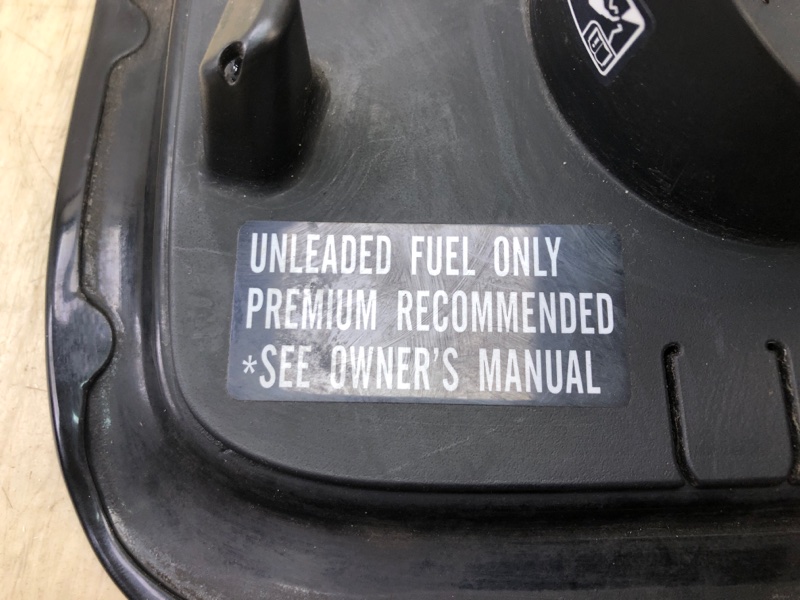 UNLEADED FUEL ONLY
PREMIUM RECOMMENDED
*SEE OWNER'S MANUAL